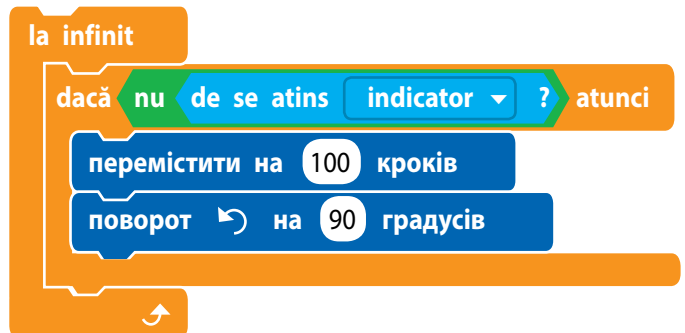 la infinit
dacă nu de se atins indicator ? atunci
перемістити на 100 кроків
поворот на 90 градусів